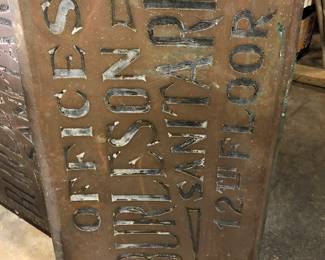 OFFICES
BURLESON
SANITARI
12TH FLOOR